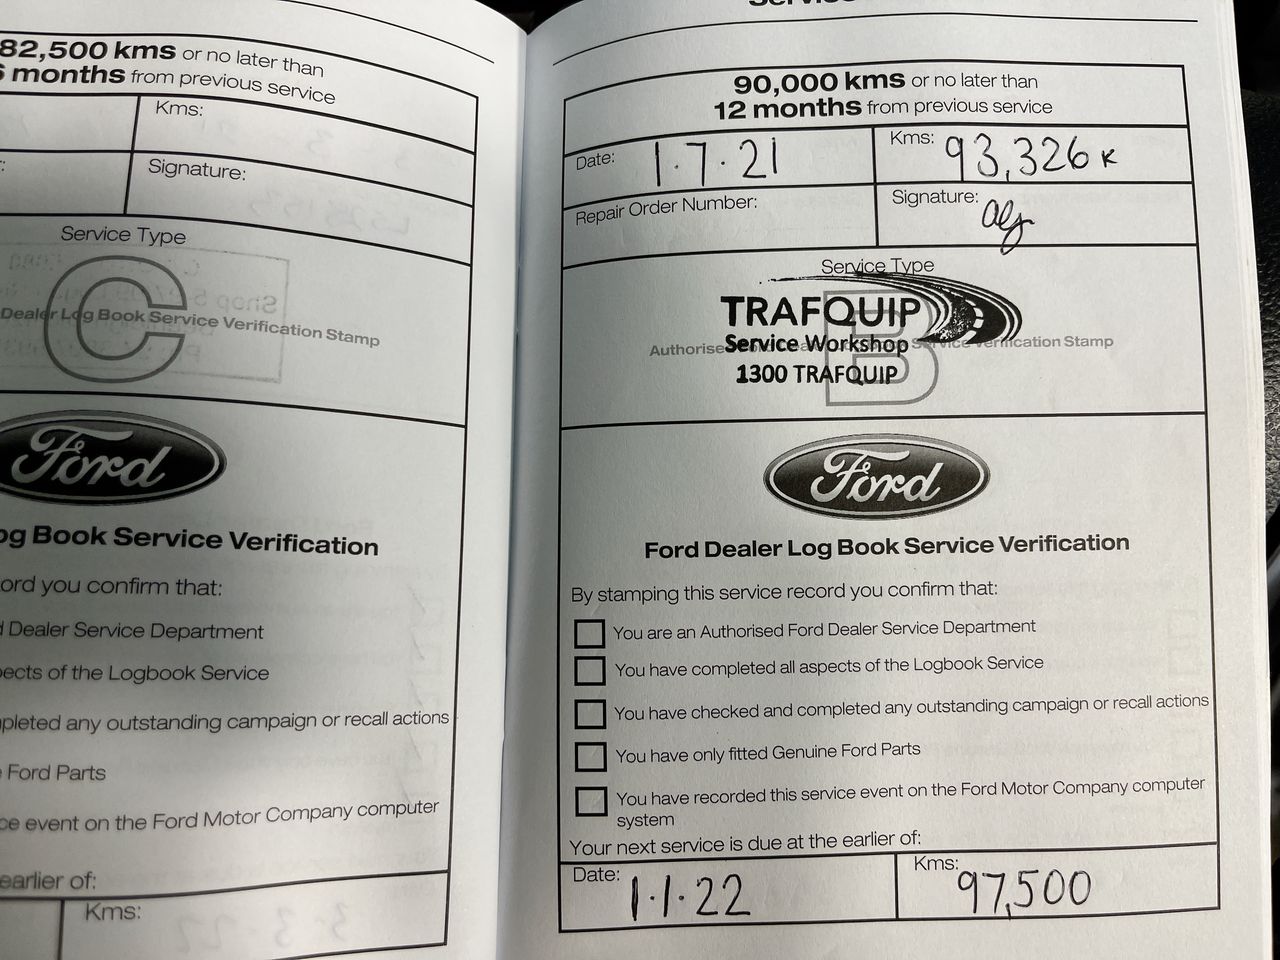 82,500 kms or no later than
6 months from previous service
Kms:
Signature:
Service Type
C
Dealer Log Book Service Verification Stamp
Ford
Log Book Service Verification
ord you confirm that:
Dealer Service Department
pects of the Logbook Service
mpleted any outstanding campaign or recall actions
Ford Parts
ce event on the Ford Motor Company computer
earlier of:
Kms:
90,000 kms or no later than
12 months from previous service
Date: 1.7.21
Kms: 93,326 K
Repair Order Number:
Signature:
Service Type
B
Authorised Service Verification Stamp
TRAFQUIP
Service Workshop
1300 TRAFQUIP
Ford
Ford Dealer Log Book Service Verification
By stamping this service record you confirm that:
You are an Authorised Ford Dealer Service Department
You have completed all aspects of the Logbook Service
You have checked and completed any outstanding campaign or recall actions
You have only fitted Genuine Ford Parts
You have recorded this service event on the Ford Motor Company computer
system
Your next service is due at the earlier of:
Date: 1.1.22
Kms: 97,500